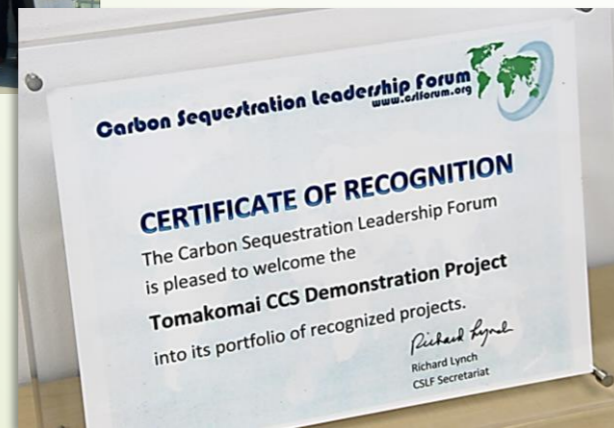 Carbon Sequestration Leadership Forum
www.cslforum.org
CERTIFICATE OF RECOGNITION
The Carbon Sequestration Leadership Forum
is pleased to welcome the
Tomakomai CCS Demonstration Project
into its portfolio of recognized projects.
Richard Lynch
Richard Lynch
CSLF Secretariat